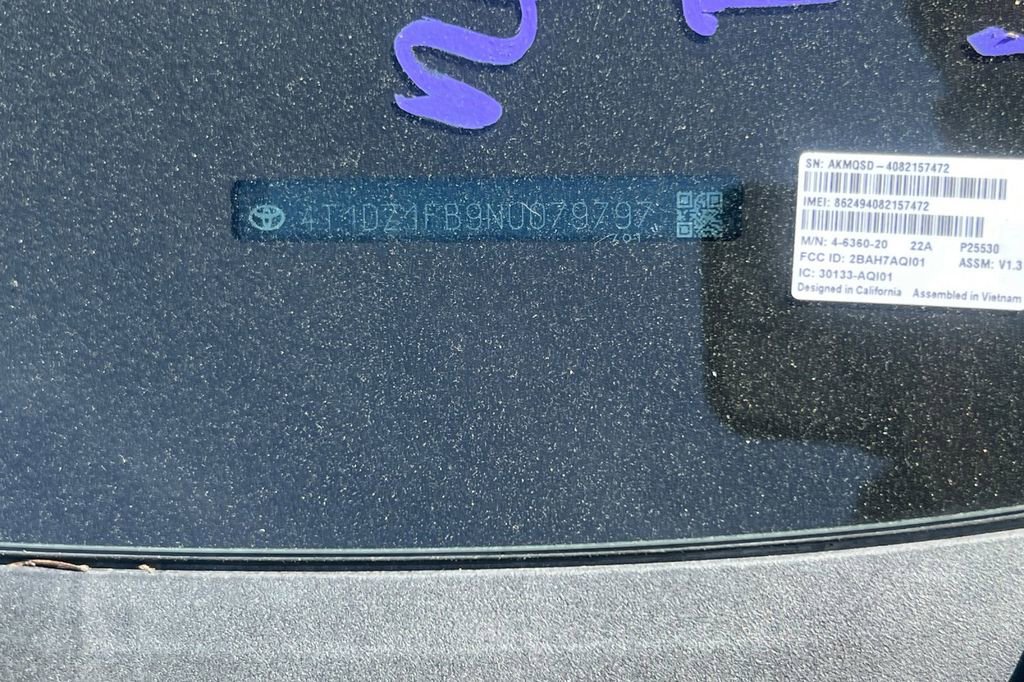 4T1DZ1FB9NU079797
SN: AKMQSD-4082157472
IMEI: 862494082157472
M/N: 4-6360-20 22A P25530
FCC ID: 2BAH7AQI01 ASSM: V1.3
IC: 30133-AQI01
Designed in California Assembled in Vietnam